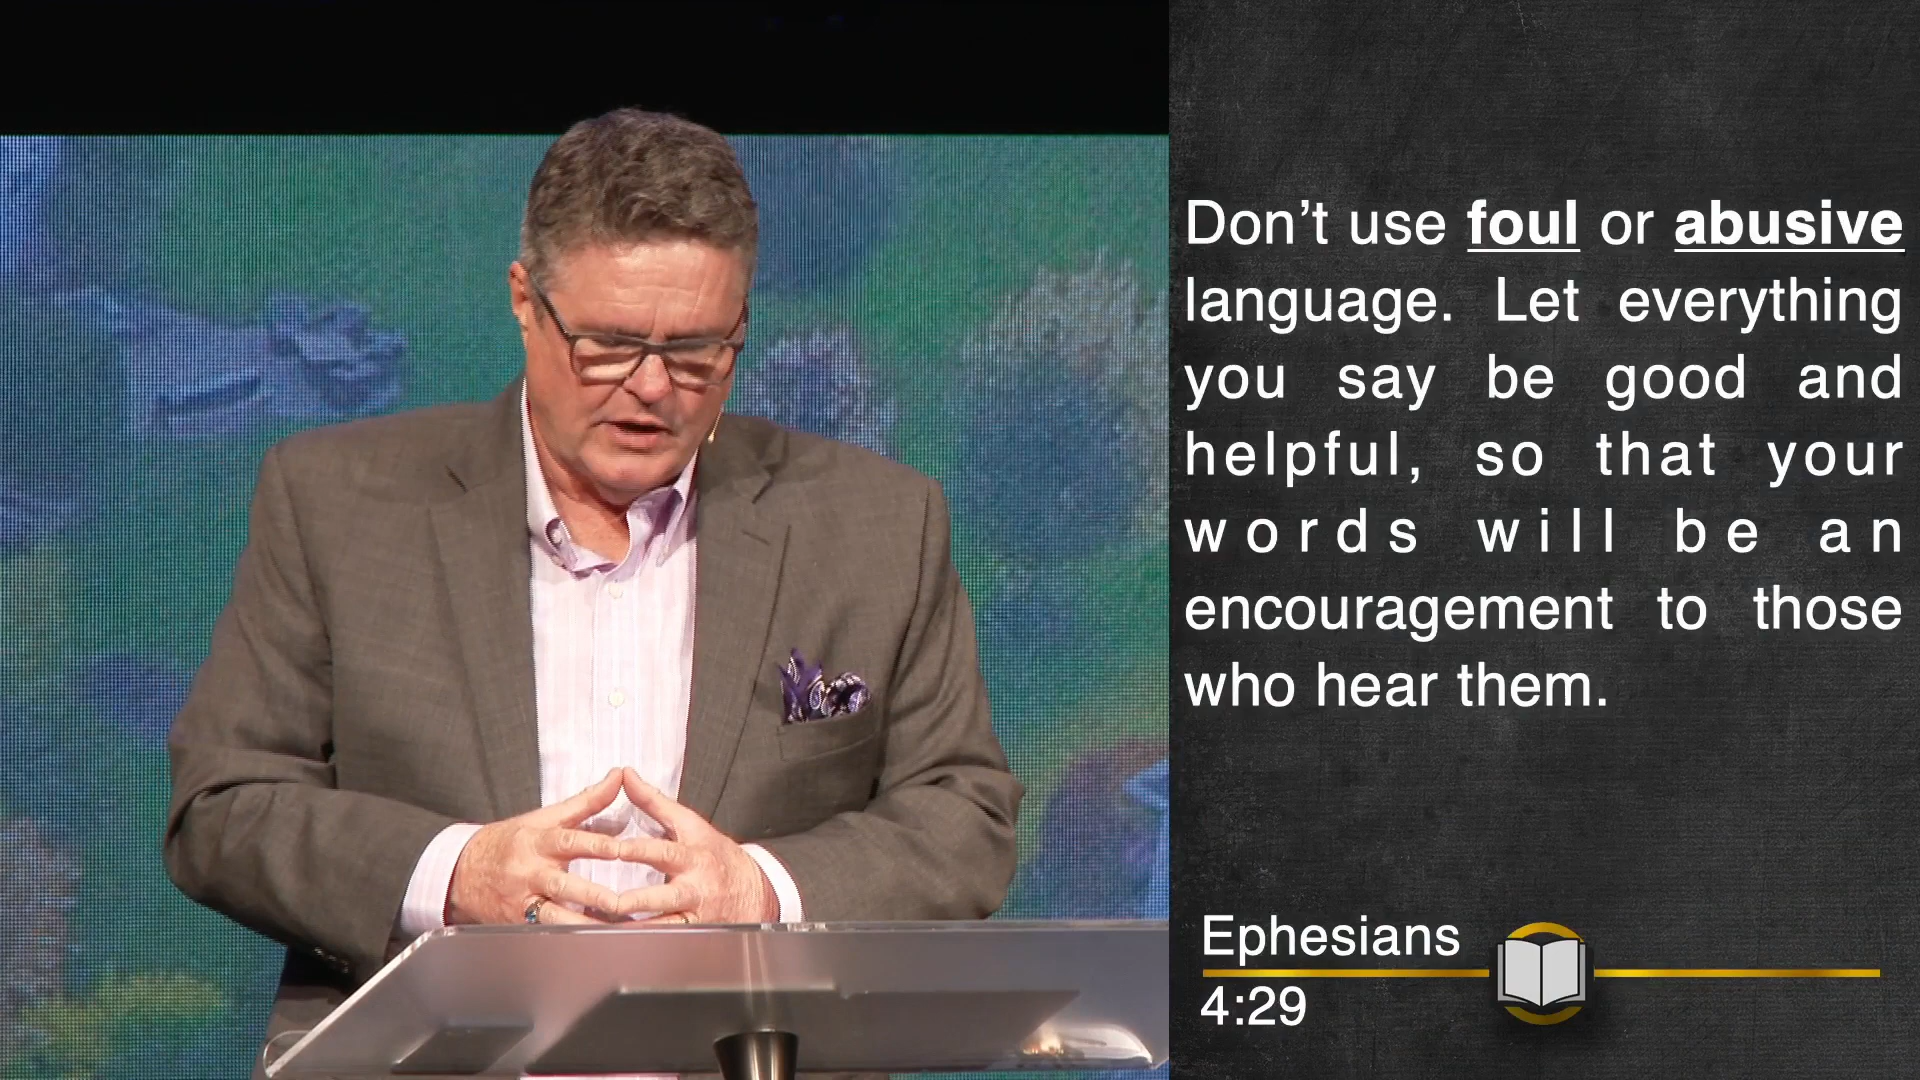 Don’t use foul or abusive
language. Let everything
you say be good and
helpful, so that your
words will be an
encouragement to those
who hear them.
Ephesians
4:29